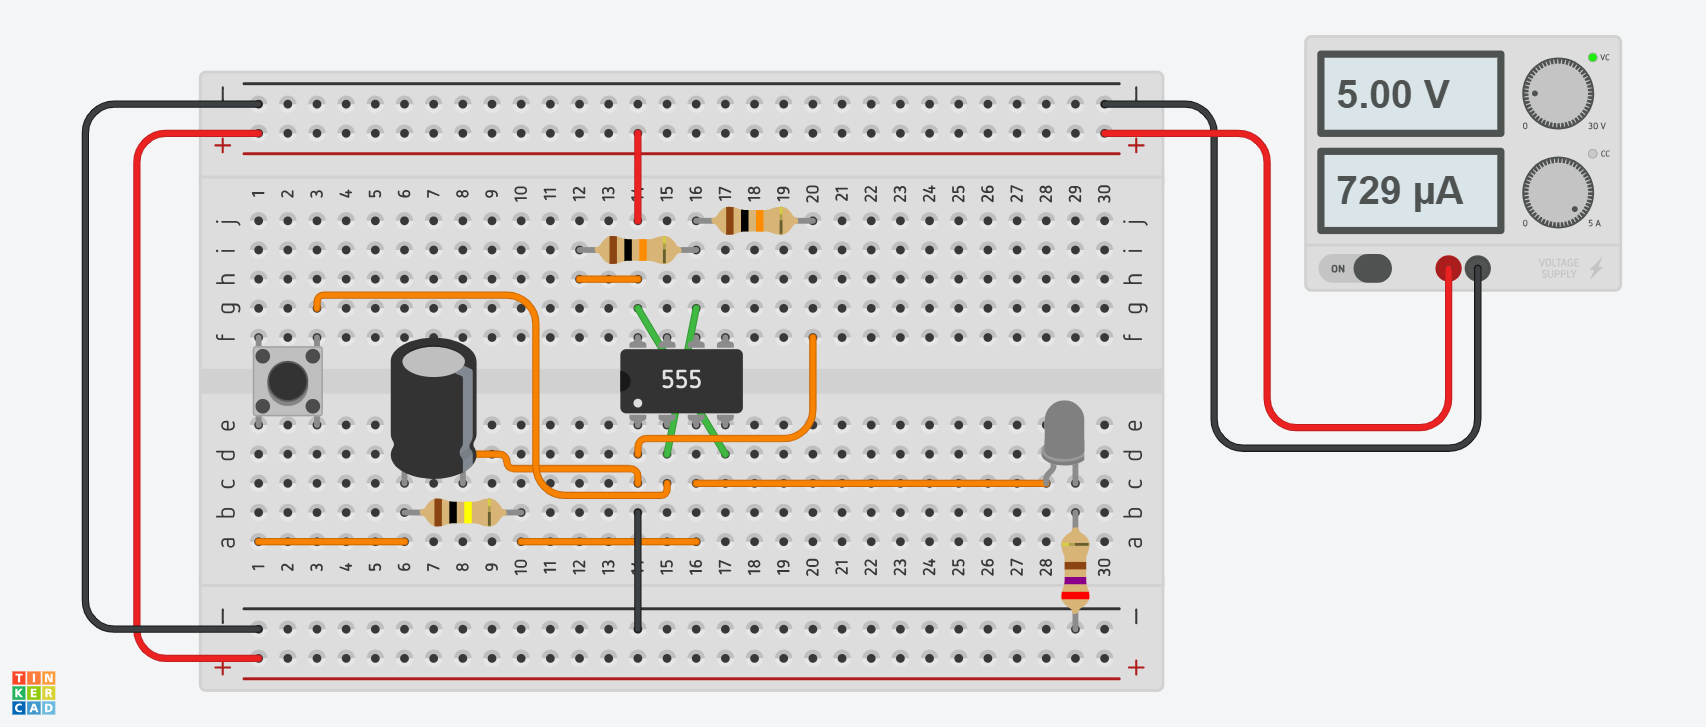 5.00 V
VC
0 30 V
CC
729 µA
0 5 A
ON
VOLTAGE
SUPPLY
+ +
1 2 3 4 5 6 7 8 9 10 11 12 13 14 15 16 17 18 19 20 21 22 23 24 25 26 27 28 29 30
j j
i i
h h
g g
f f
555
e e
d d
c c
b b
a a
1 2 3 4 5 6 7 8 9 10 11 12 13 14 15 16 17 18 19 20 21 22 23 24 25 26 27 28 29 30
+ +
TIN
KER
CAD